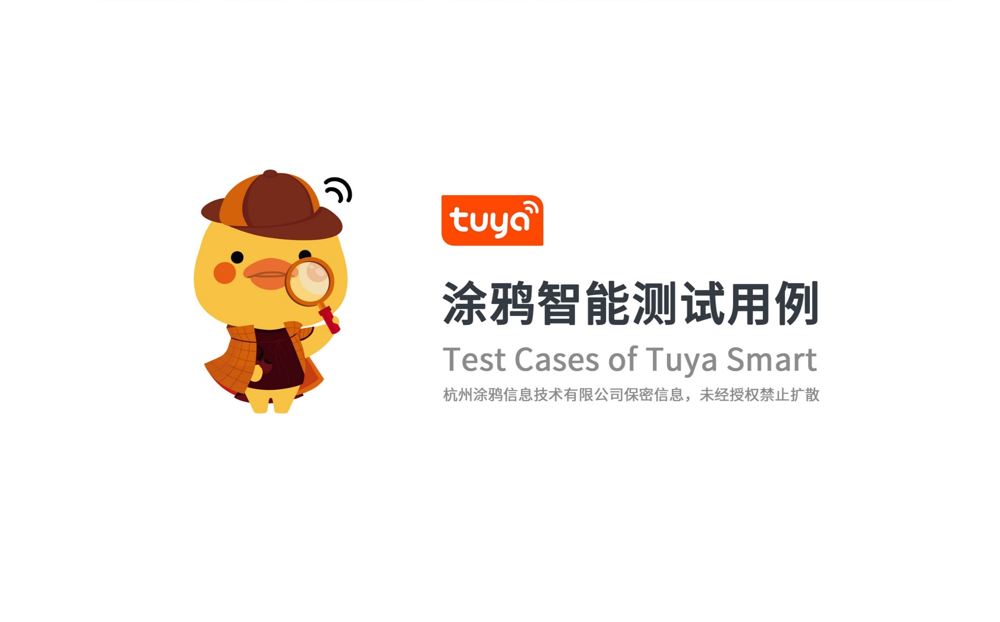 tuya
涂鸦智能测试用例
Test Cases of Tuya Smart
杭州涂鸦信息技术有限公司保密信息，未经授权禁止扩散